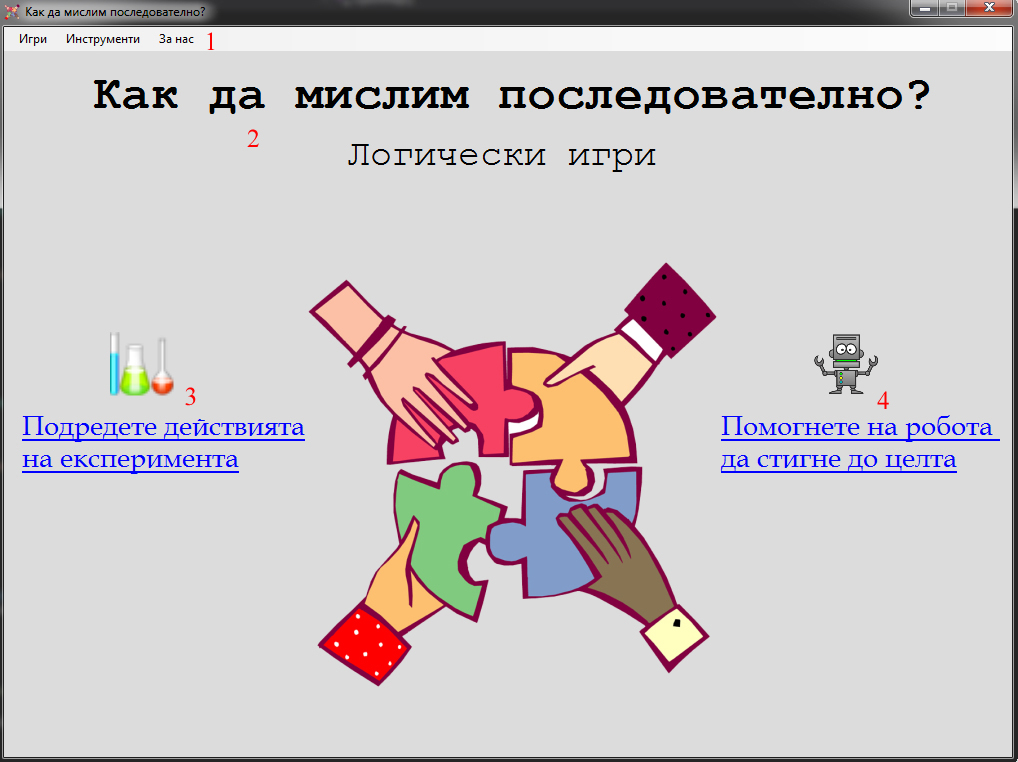 Как да мислим последователно?
Игри Инструменти За нас 1
Как да мислим последователно?
2
Логически игри
3
Подредете действията
на експеримента
4
Помогнете на робота
да стигне до целта